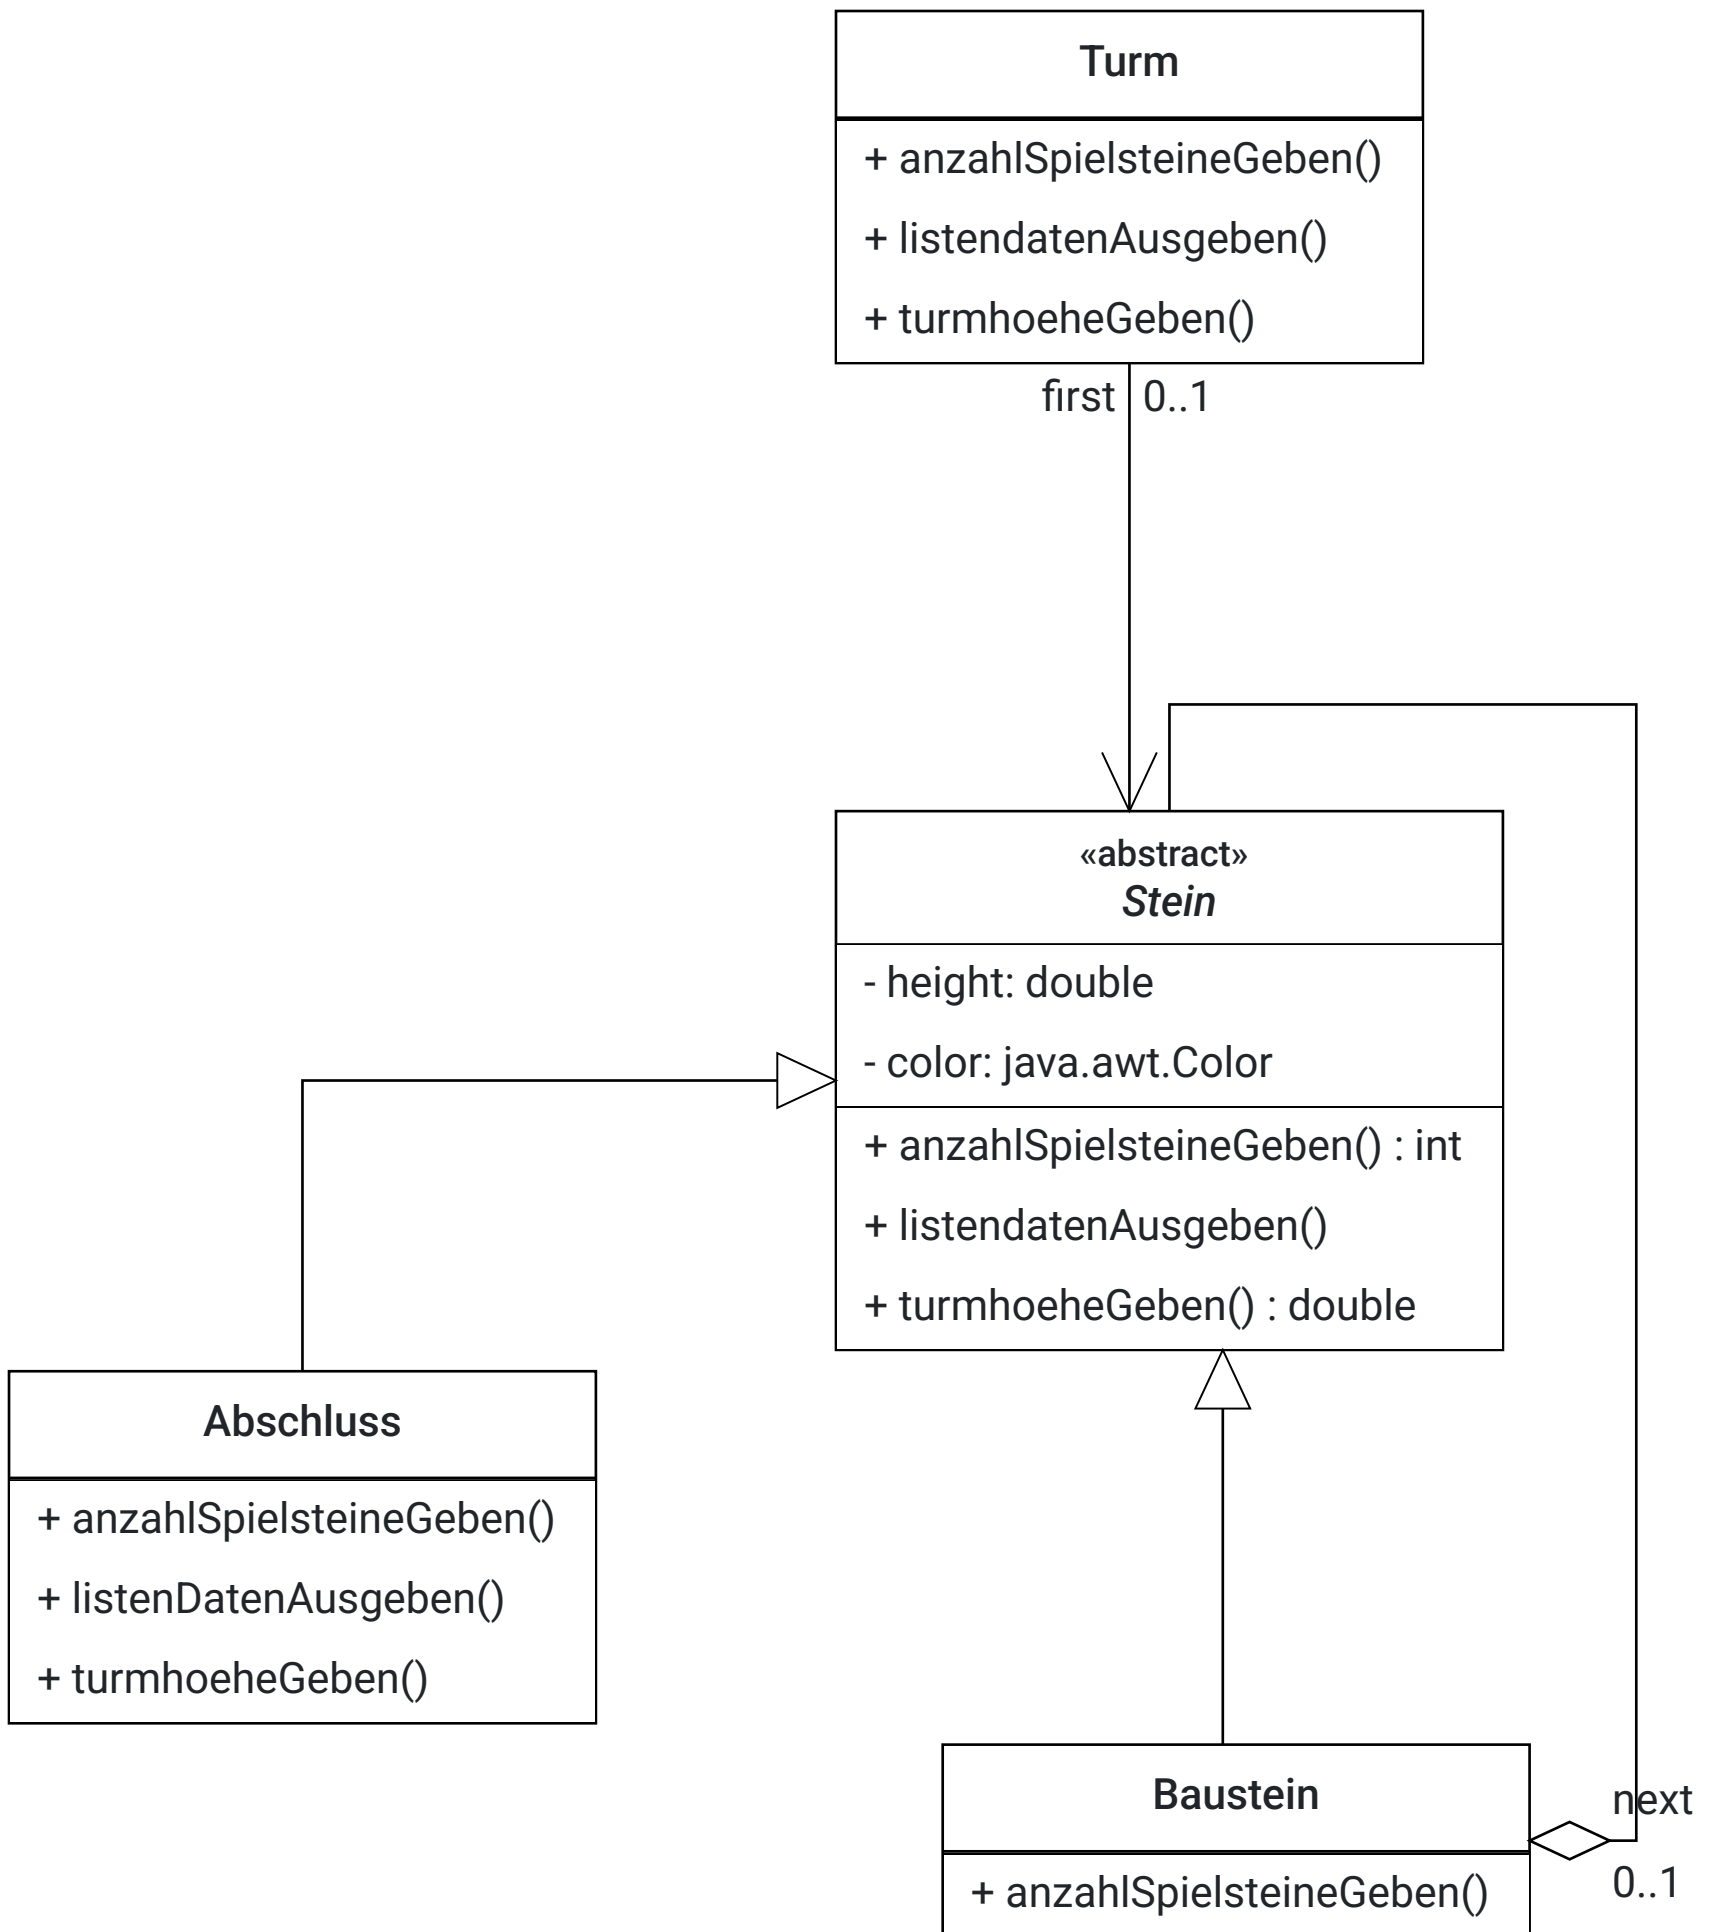 Turm
+ anzahlSpielsteineGeben()
+ listendatenAusgeben()
+ turmhoeheGeben()
first 0..1
«abstract»
Stein
- height: double
- color: java.awt.Color
+ anzahlSpielsteineGeben() : int
+ listendatenAusgeben()
+ turmhoeheGeben() : double
Abschluss
+ anzahlSpielsteineGeben()
+ listenDatenAusgeben()
+ turmhoeheGeben()
Baustein
next
+ anzahlSpielsteineGeben()
0..1